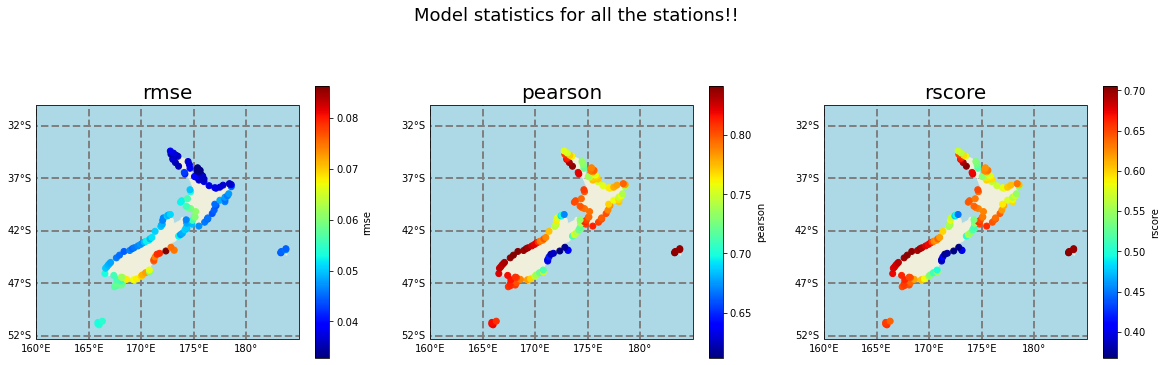 Model statistics for all the stations!!
rmse
32°S
37°S
42°S
47°S
52°S
160°E
165°E
170°E
175°E
180°
0.08
0.07
0.06
0.05
0.04
rmse
pearson
32°S
37°S
42°S
47°S
52°S
160°E
165°E
170°E
175°E
180°
0.80
0.75
0.70
0.65
pearson
rscore
32°S
37°S
42°S
47°S
52°S
160°E
165°E
170°E
175°E
180°
0.70
0.65
0.60
0.55
0.50
0.45
0.40
rscore